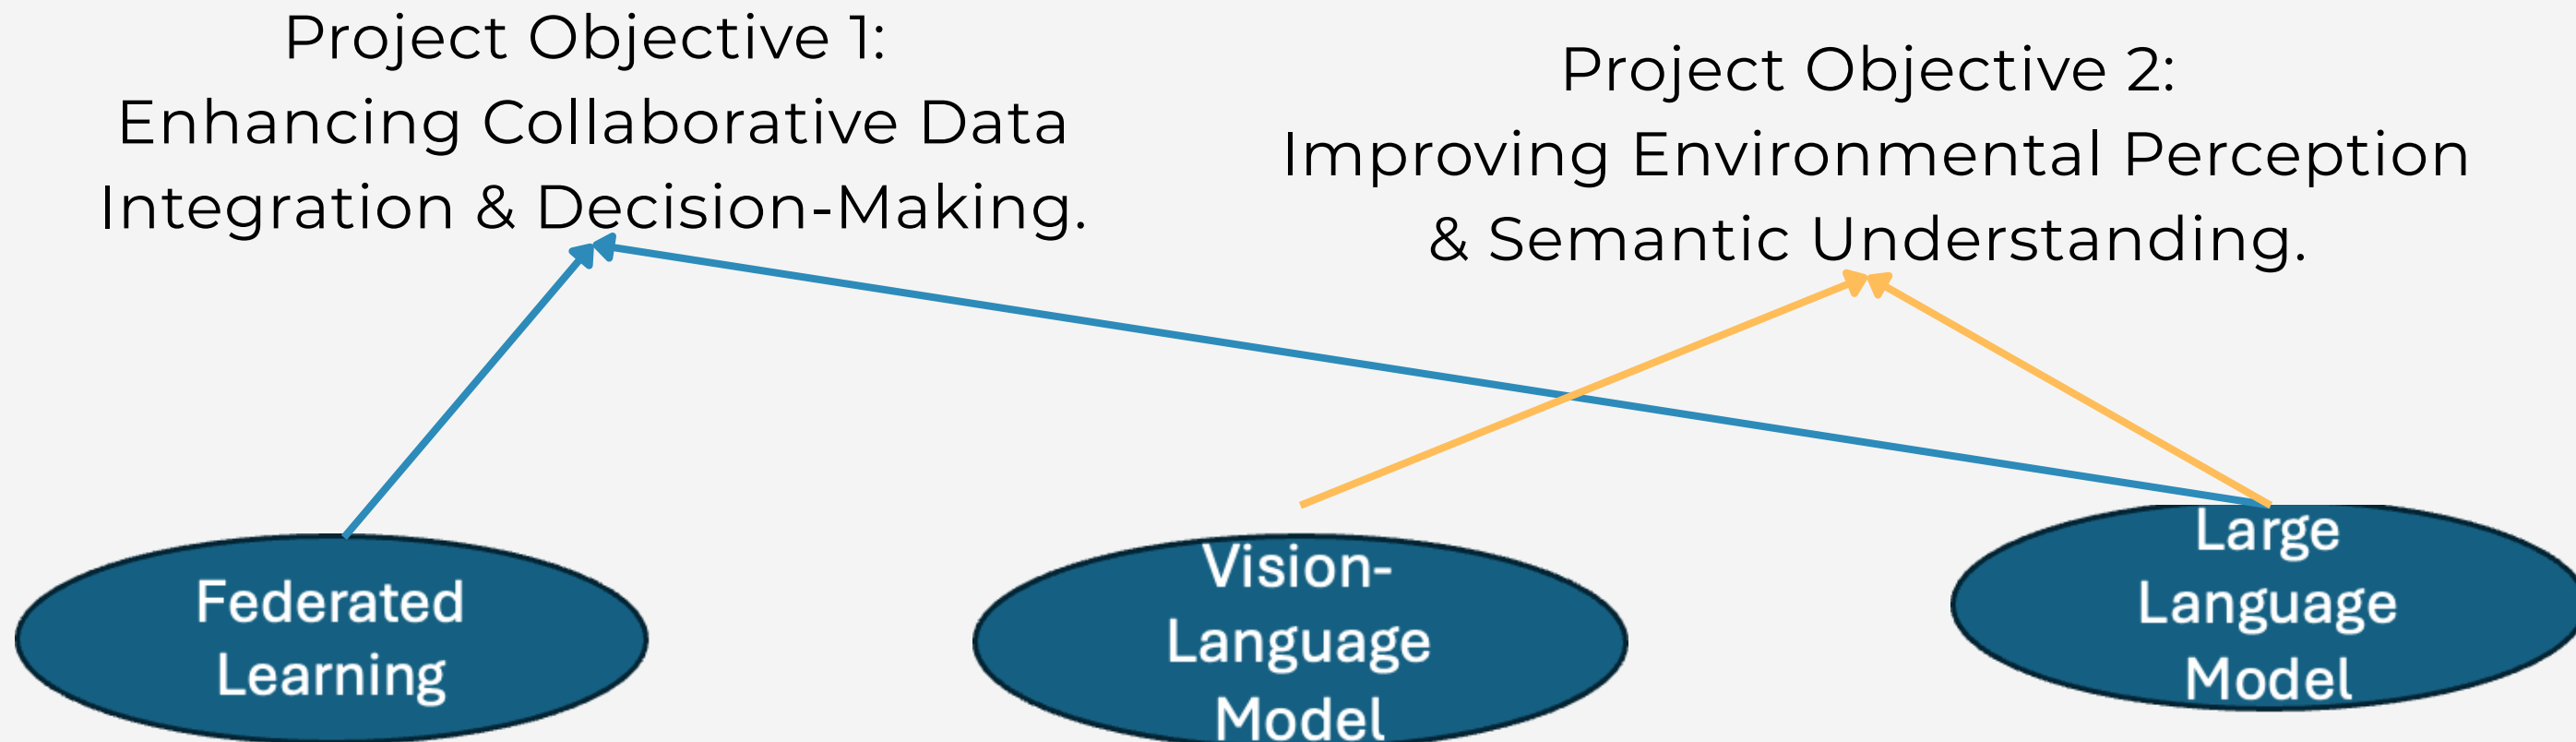 Project Objective 1:
Enhancing Collaborative Data
Integration & Decision-Making.
Project Objective 2:
Improving Environmental Perception
& Semantic Understanding.
Federated
Learning
Vision-
Language
Model
Large
Language
Model